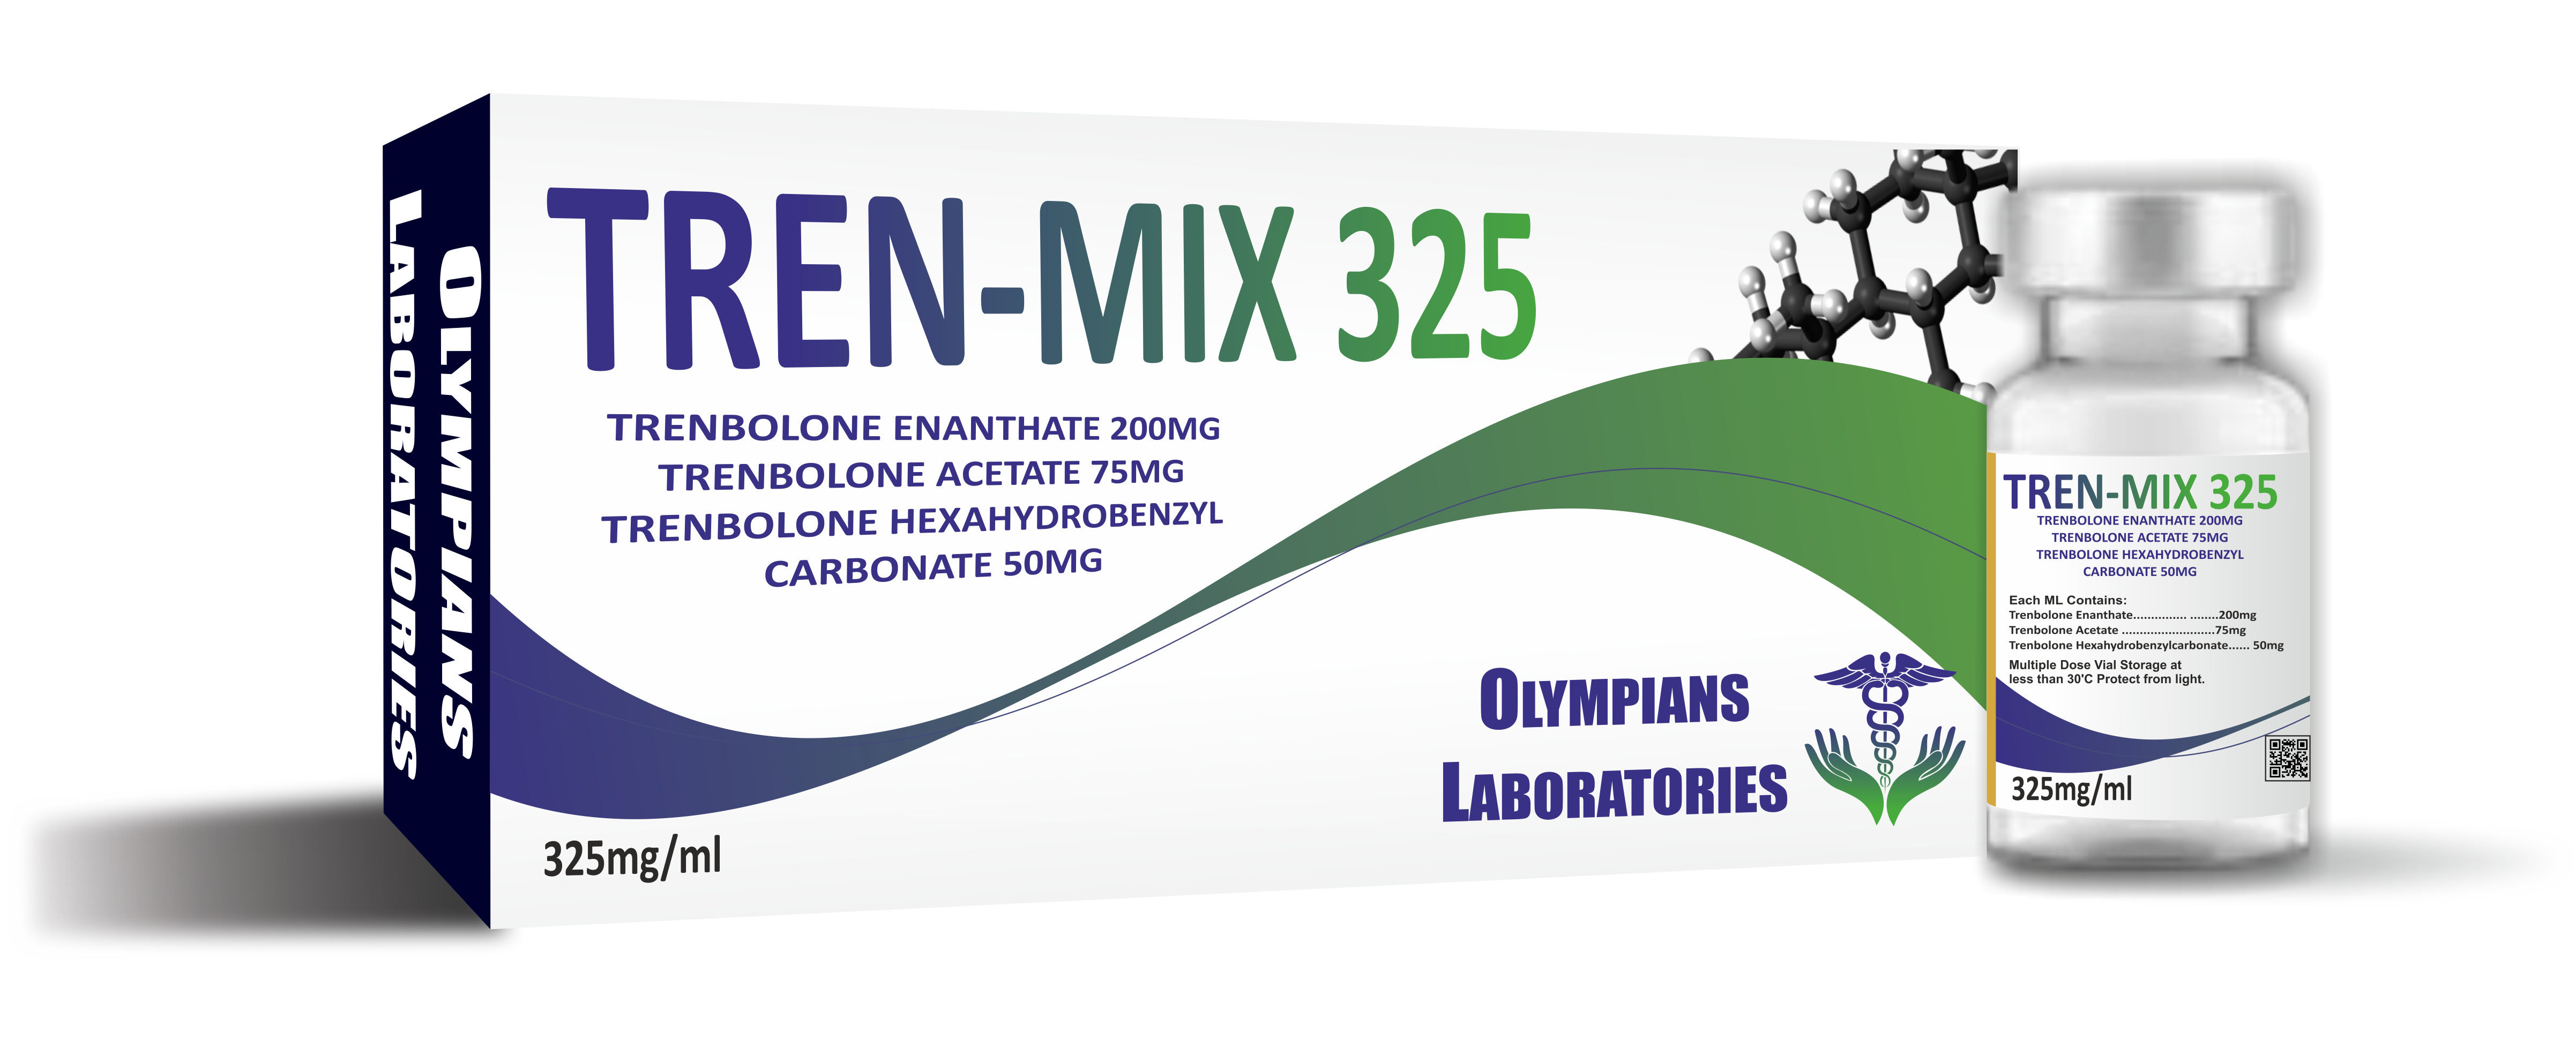 OLYMPIANS
LABORATORIES
TREN-MIX 325
TRENBOLONE ENANTHATE 200MG
TRENBOLONE ACETATE 75MG
TRENBOLONE HEXAHYDROBENZYL
CARBONATE 50MG
325mg/ml
OLYMPIANS
LABORATORIES
TREN-MIX 325
TRENBOLONE ENANTHATE 200MG
TRENBOLONE ACETATE 75MG
TRENBOLONE HEXAHYDROBENZYL
CARBONATE 50MG
Each ML Contains:
Trenbolone Enanthate............... ........200mg
Trenbolone Acetate ..........................75mg
Trenbolone Hexahydrobenzylcarbonate...... 50mg
Multiple Dose Vial Storage at
less than 30'C Protect from light.
325mg/ml